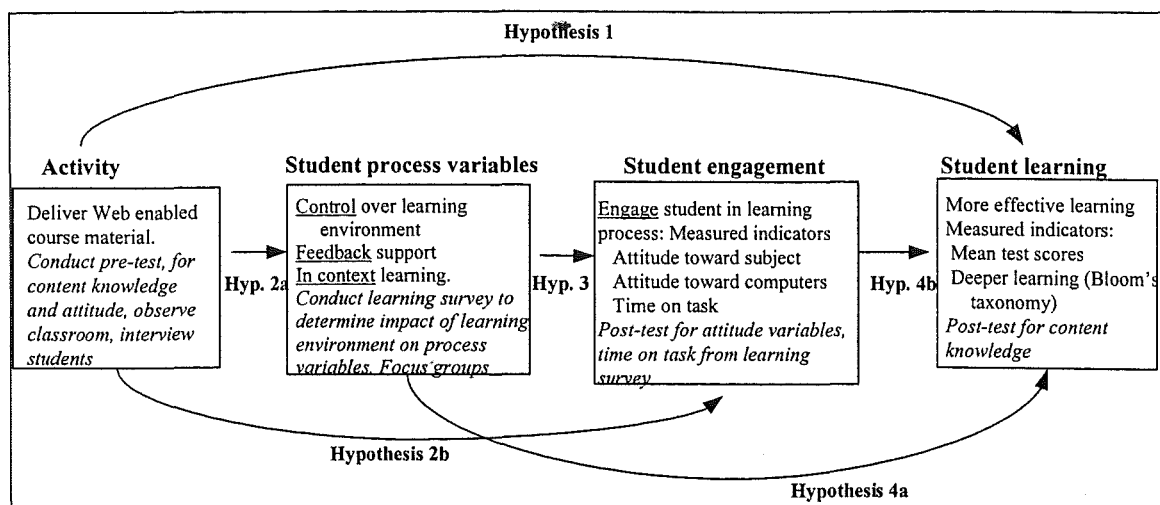 Hypothesis 1
Activity
Deliver Web enabled
course material.
Conduct pre-test, for
content knowledge
and attitude, observe
classroom, interview
students
Hyp. 2a
Student process variables
Control over learning
environment
Feedback support
In context learning.
Conduct learning survey to
determine impact of learning
environment on process
variables. Focus groups
Hyp. 3
Student engagement
Engage student in learning
process: Measured indicators
Attitude toward subject
Attitude toward computers
Time on task
Post-test for attitude variables,
time on task from learning
survey
Hyp. 4b
Student learning
More effective learning
Measured indicators:
Mean test scores
Deeper learning (Bloom's
taxonomy)
Post-test for content
knowledge
Hypothesis 2b
Hypothesis 4a